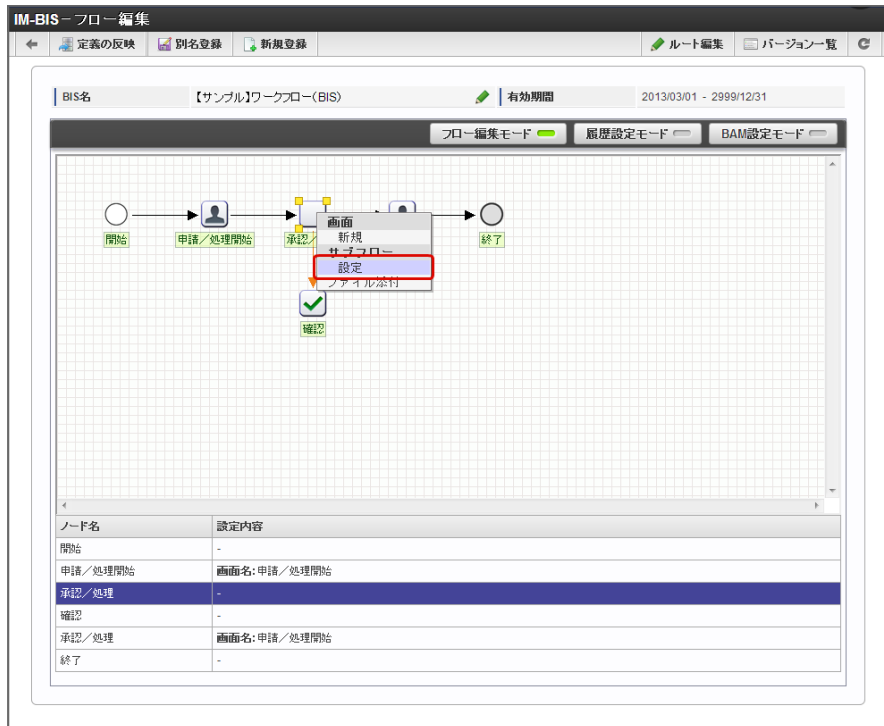 IM-BIS－フロー編集
定義の反映 別名登録 新規登録 ルート編集 バージョン一覧
BIS名 【サンプル】ワークフロー(BIS) 有効期間 2013/03/01 - 2999/12/31
フロー編集モード 履歴設定モード BAM設定モード
画面
新規
サブフロー
設定
ファイル添付
開始 申請／処理開始 承認／ 終了
確認
ノード名 設定内容
開始 -
申請／処理開始 画面名:申請／処理開始
承認／処理 -
確認 -
承認／処理 画面名:申請／処理開始
終了 -